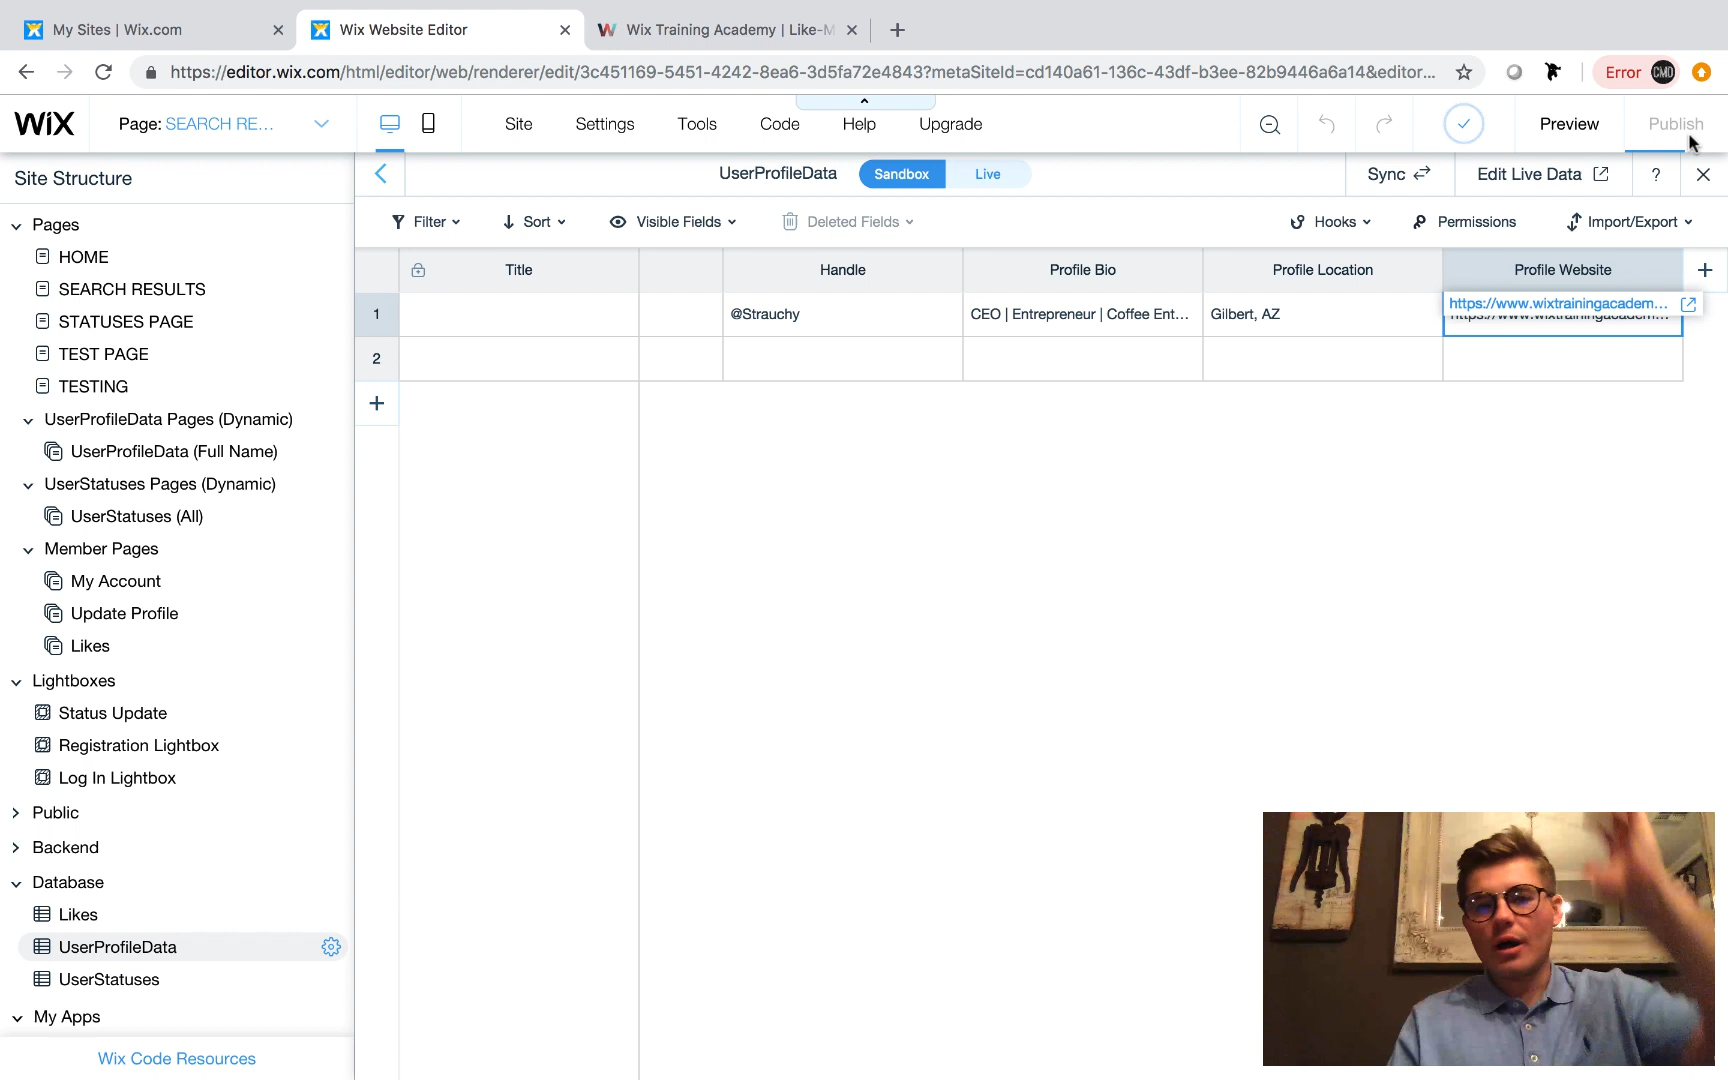 My Sites | Wix.com
Wix Website Editor
Wix Training Academy | Like-M
https://editor.wix.com/html/editor/web/renderer/edit/3c451169-5451-4242-8ea6-3d5fa72e4843?metaSiteId=cd140a61-136c-43df-b3ee-82b9446a6a14&editor...
Error CMD
WiX
Page: SEARCH RE...
Site
Settings
Tools
Code
Help
Upgrade
Preview
Publish
Site Structure
UserProfileData
Sandbox
Live
Sync
Edit Live Data
?
Filter
Sort
Visible Fields
Deleted Fields
Hooks
Permissions
Import/Export
Title
Handle
Profile Bio
Profile Location
Profile Website
1
@Strauchy
CEO | Entrepreneur | Coffee Ent...
Gilbert, AZ
https://www.wixtrainingacadem...
https://www.wixtrainingacadem...
2
Pages
HOME
SEARCH RESULTS
STATUSES PAGE
TEST PAGE
TESTING
UserProfileData Pages (Dynamic)
UserProfileData (Full Name)
UserStatuses Pages (Dynamic)
UserStatuses (All)
Member Pages
My Account
Update Profile
Likes
Lightboxes
Status Update
Registration Lightbox
Log In Lightbox
Public
Backend
Database
Likes
UserProfileData
UserStatuses
My Apps
Wix Code Resources